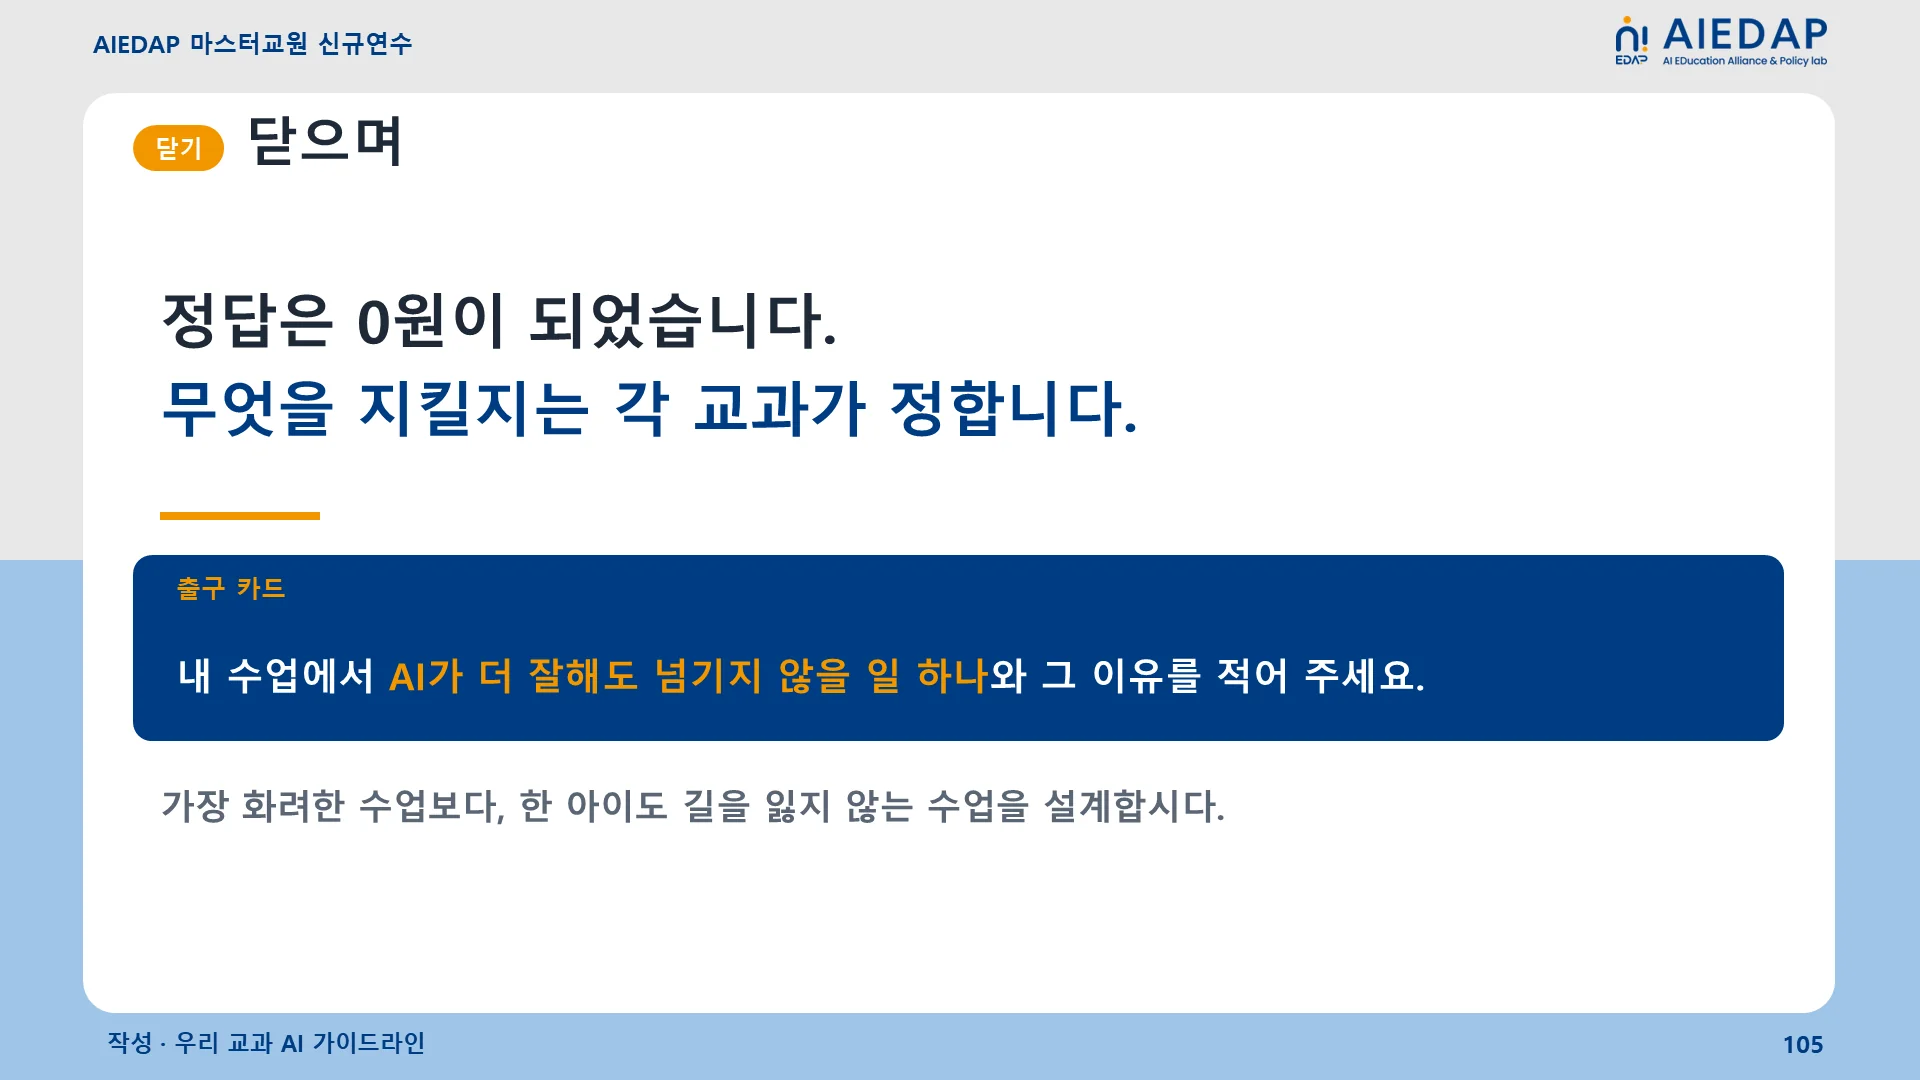 AIEDAP 마스터교원 신규연수
AIEDAP
EDAP
AI EDucation Alliance & Policy lab
닫기
닫으며
정답은 0원이 되었습니다.
무엇을 지킬지는 각 교과가 정합니다.
출구 카드
내 수업에서 AI가 더 잘해도 넘기지 않을 일 하나와 그 이유를 적어 주세요.
가장 화려한 수업보다, 한 아이도 길을 잃지 않는 수업을 설계합시다.
작성 · 우리 교과 AI 가이드라인
105